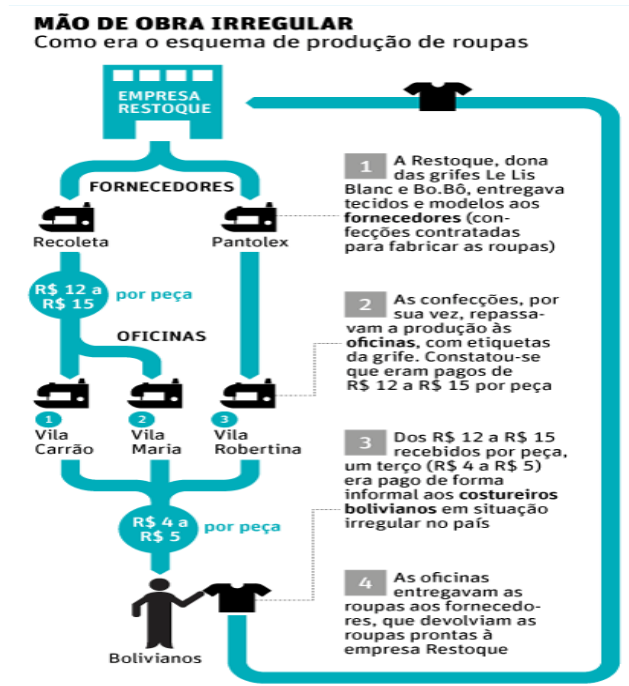 MÃO DE OBRA IRREGULAR
Como era o esquema de produção de roupas
EMPRESA
RESTOQUE
FORNECEDORES
Recoleta
Pantolex
R$ 12 a
R$ 15
por peça
OFICINAS
1
Vila
Carrão
2
Vila
Maria
3
Vila
Robertina
R$ 4 a
R$ 5
por peça
Bolivianos
1 A Restoque, dona
das grifes Le Lis
Blanc e Bo.Bô, entregava
tecidos e modelos aos
fornecedores (con-
fecções contratadas
para fabricar as roupas)
2 As confecções, por
sua vez, repassa-
vam a produção às
oficinas, com etiquetas
da grife. Constatou-se
que eram pagos de
R$ 12 a R$ 15 por peça
3 Dos R$ 12 a R$ 15
recebidos por peça,
um terço (R$ 4 a R$ 5)
era pago de forma
informal aos costureiros
bolivianos em situação
irregular no país
4 As oficinas
entregavam as
roupas aos fornecedo-
res, que devolviam as
roupas prontas à
empresa Restoque